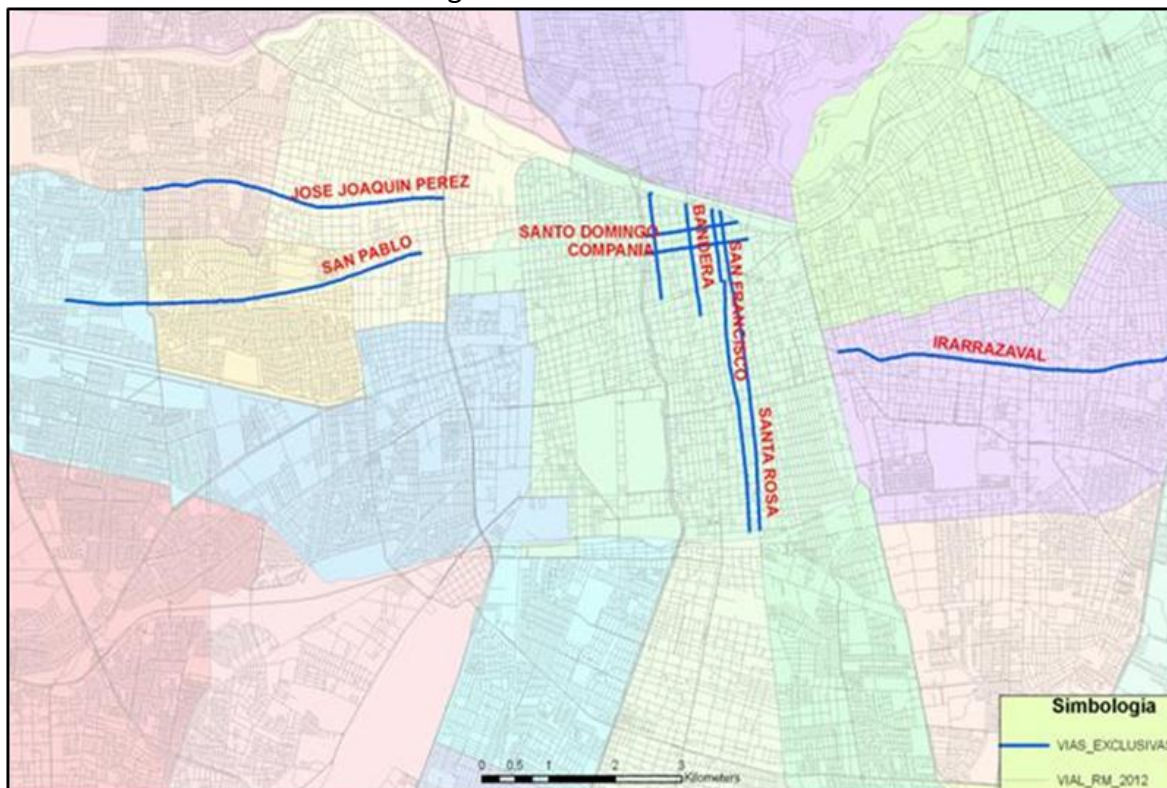 JOSE JOAQUIN PEREZ
SAN PABLO
SANTO DOMINGO
COMPANIA
BANDERA
SAN FRANCISCO
SANTA ROSA
IRARRAZAVAL
0 0,5 1 2 3
Kilometers
Simbologia
VIAS_EXCLUSIVAS
VIAL_RM_2012